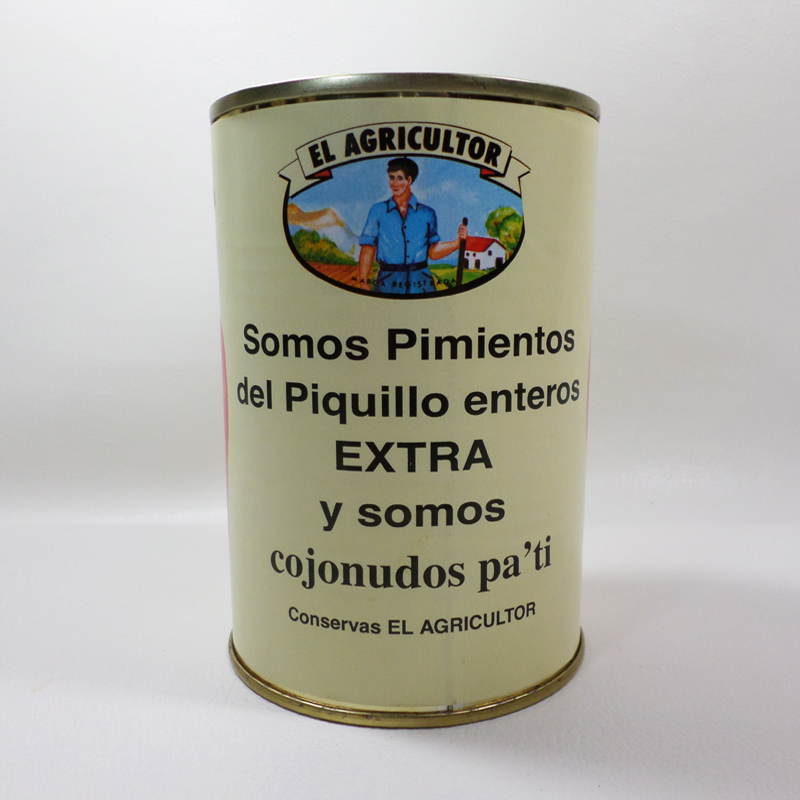 EL AGRICULTOR
MARCA REGISTRADA
Somos Pimientos
del Piquillo enteros
EXTRA
y somos
cojonudos pa'ti
Conservas EL AGRICULTOR